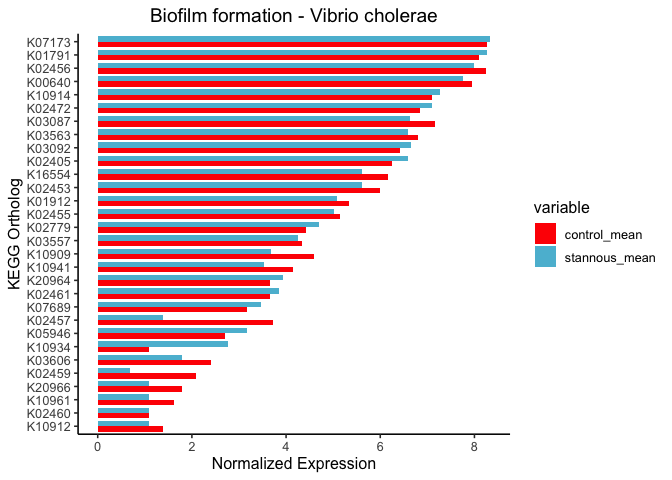 Biofilm formation - Vibrio cholerae
KEGG Ortholog
K07173
K01791
K02456
K00640
K10914
K02472
K03087
K03563
K03092
K02405
K16554
K02453
K01912
K02455
K02779
K03557
K10909
K10941
K20964
K02461
K07689
K02457
K05946
K10934
K03606
K02459
K20966
K10961
K02460
K10912
0 2 4 6 8
Normalized Expression
variable
control_mean
stannous_mean